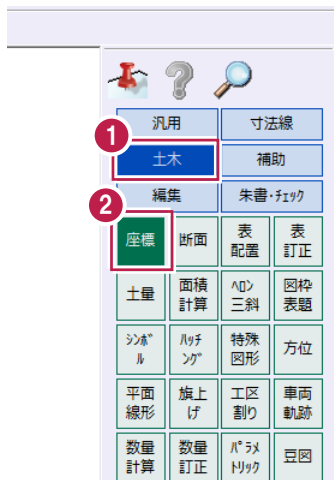 汎用 寸法線
1
土木 補助
編集 朱書・ﾁｪｯｸ
2
座標 断面 表 表
配置 訂正
土量 面積 ﾍﾛﾝ 図枠
計算 三斜 表題
ｼﾝﾎﾞ ﾊｯﾁ 特殊 方位
ﾙ ﾝｸﾞ 図形
平面 旗上 工区 車両
線形 げ 割り 軌跡
数量 数量 ﾊﾟﾗﾒ 豆図
計算 訂正 ﾄﾘｯｸ